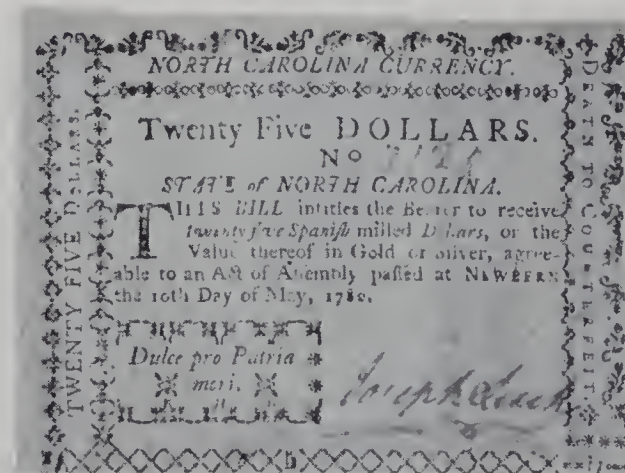 NORTH CAROLINA CURRENCY.
Twenty Five DOLLARS.
No
STATE of NORTH CAROLINA.
THIS BILL intitles the Bearer to receive
twenty five Spaniſh milled Dollars, or the
Value thereof in Gold or Silver, agree-
able to an Act of Aſſembly paſſed at NEWBERN
the 10th Day of May, 1780.
Dulce pro Patria
mori.
TWENTY FIVE DOLLARS.
DEATH TO COUNTERFEIT.